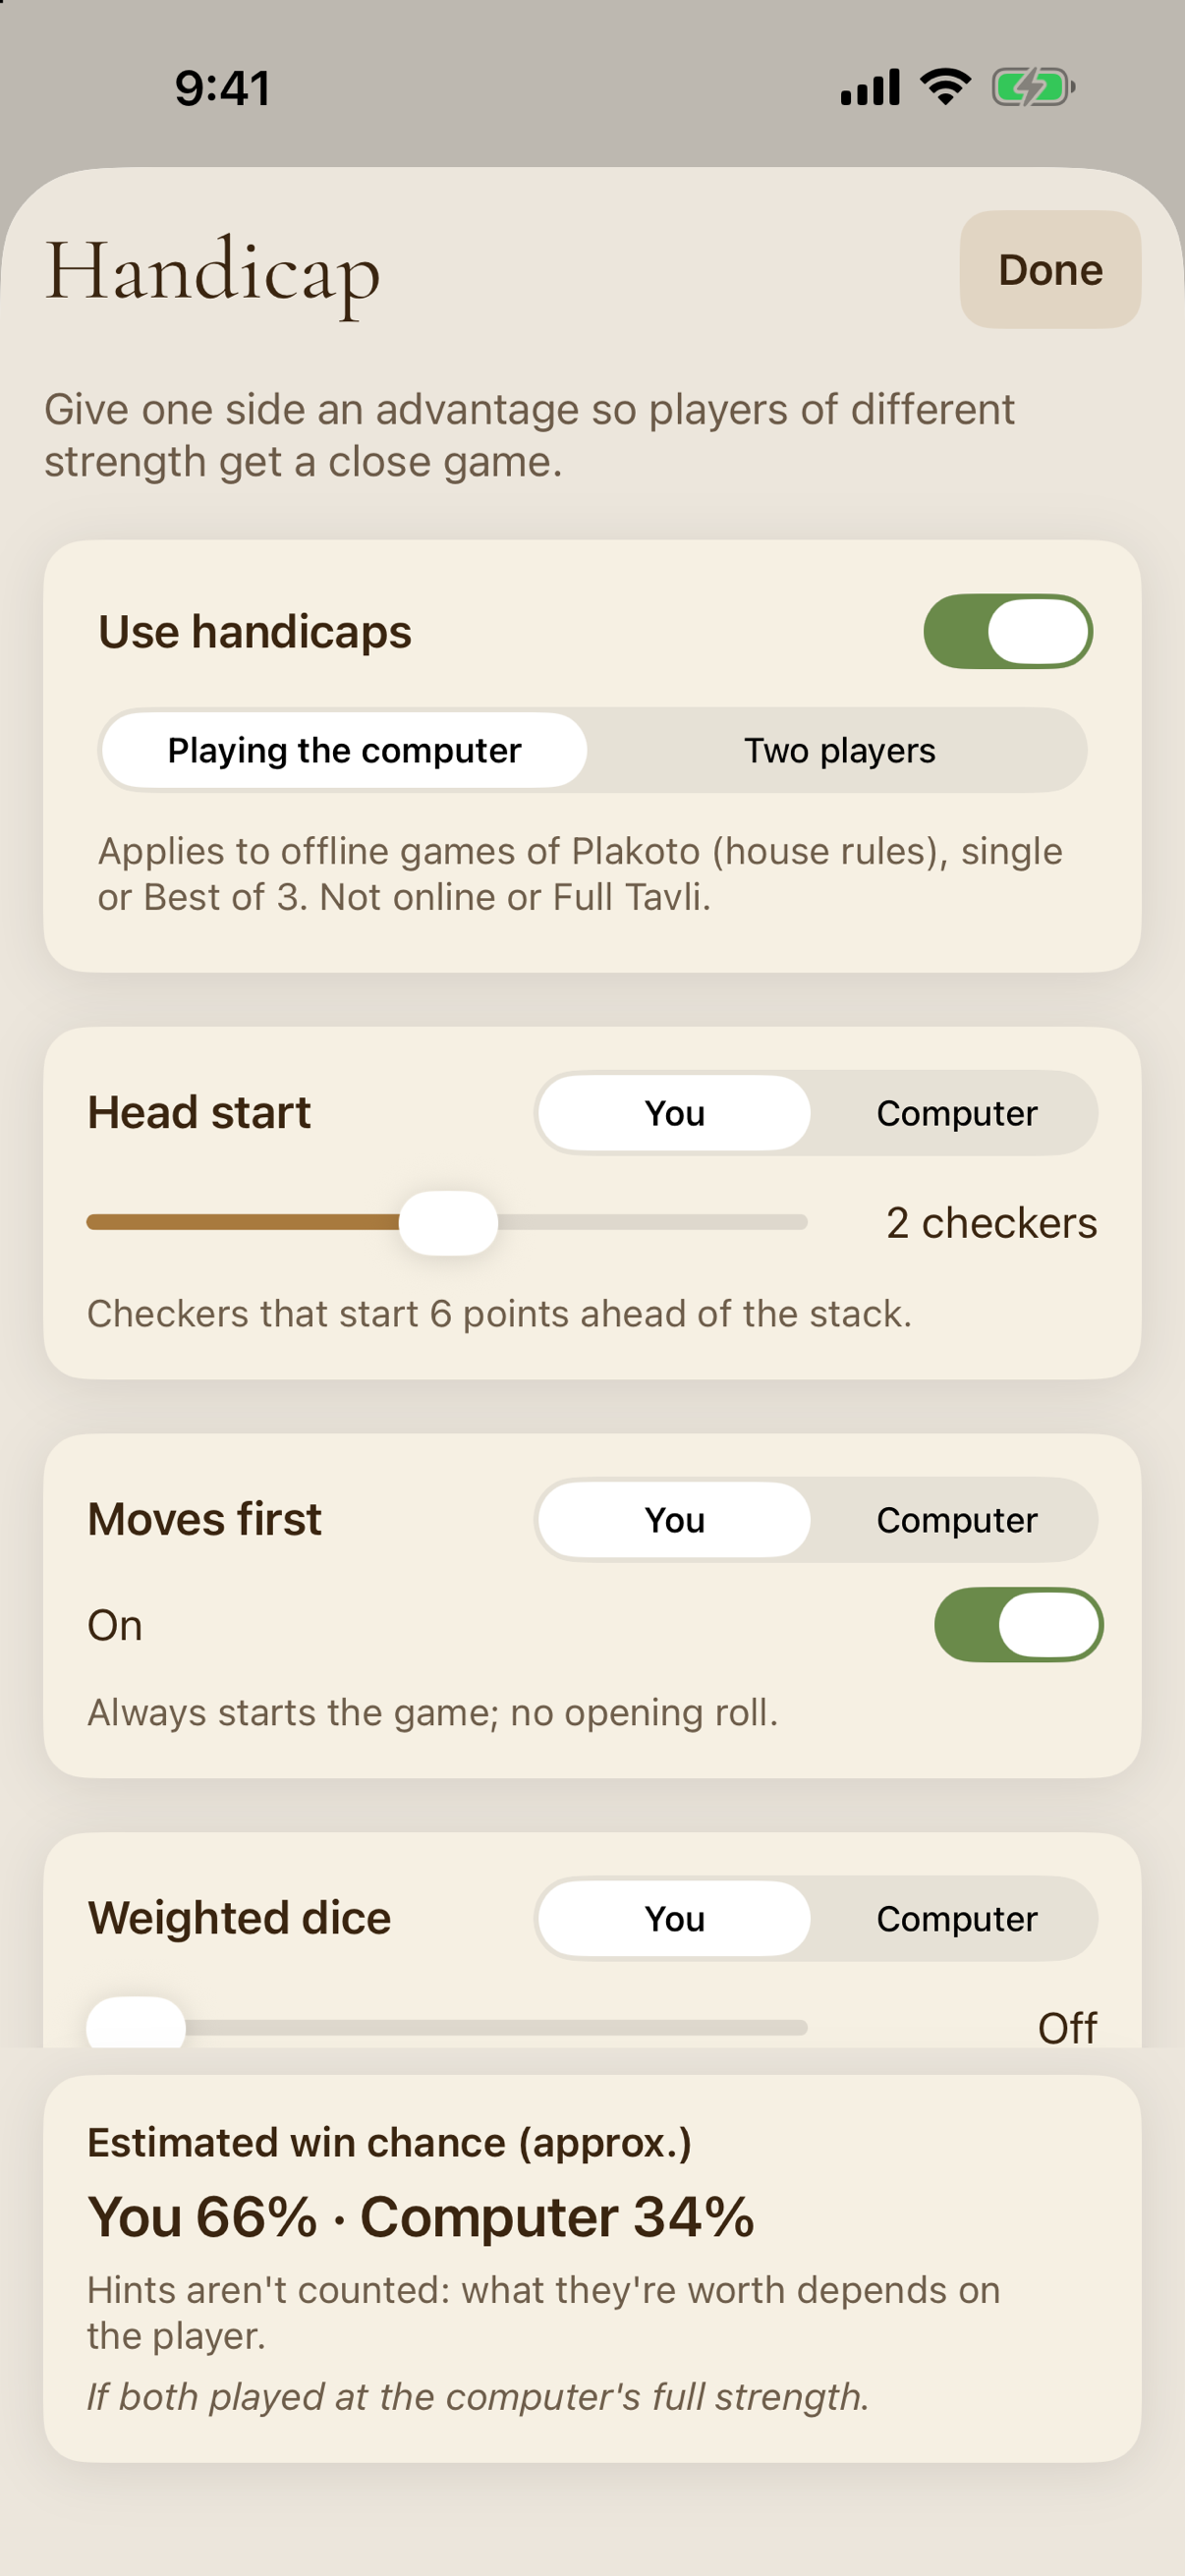 9:41
Handicap
Done
Give one side an advantage so players of different
strength get a close game.
Use handicaps
Playing the computer
Two players
Applies to offline games of Plakoto (house rules), single
or Best of 3. Not online or Full Tavli.
Head start
You
Computer
2 checkers
Checkers that start 6 points ahead of the stack.
Moves first
You
Computer
On
Always starts the game; no opening roll.
Weighted dice
You
Computer
Off
Estimated win chance (approx.)
You 66% · Computer 34%
Hints aren't counted: what they're worth depends on
the player.
If both played at the computer's full strength.